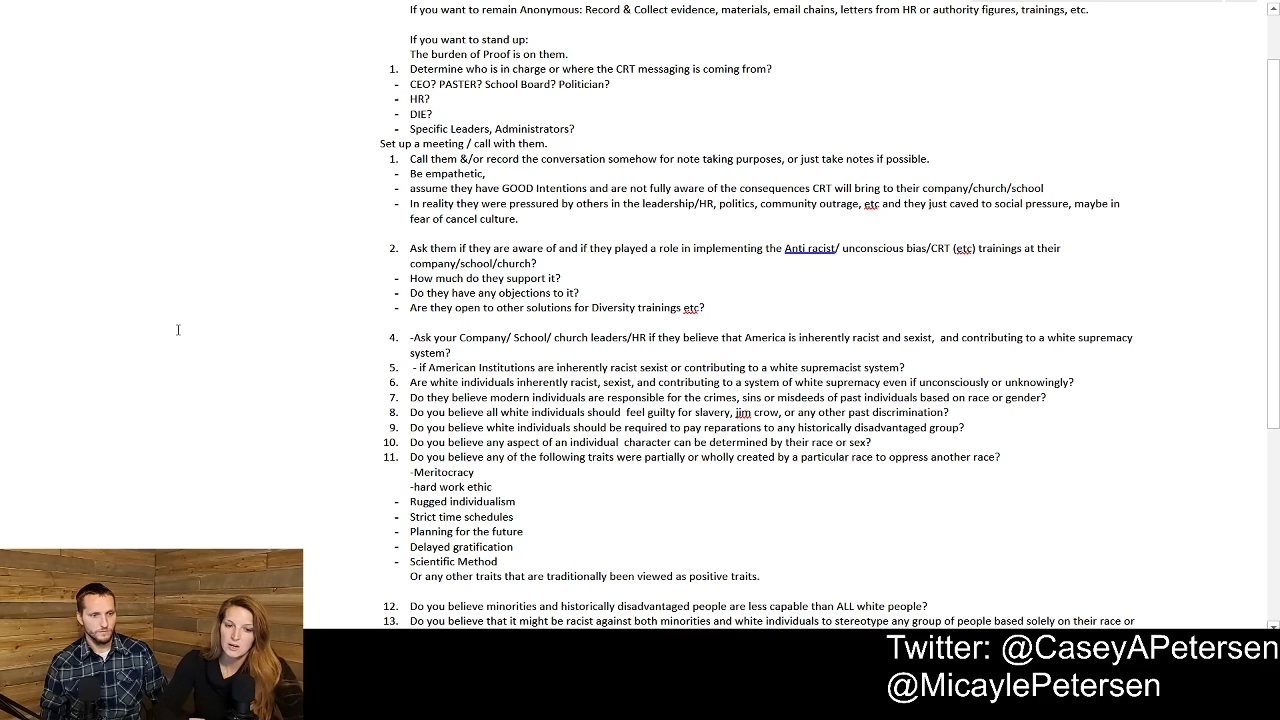 If you want to remain Anonymous: Record & Collect evidence, materials, email chains, letters from HR or authority figures, trainings, etc.
If you want to stand up:
The burden of Proof is on them.
1. Determine who is in charge or where the CRT messaging is coming from?
- CEO? PASTER? School Board? Politician?
- HR?
- DIE?
- Specific Leaders, Administrators?
Set up a meeting / call with them.
1. Call them &/or record the conversation somehow for note taking purposes, or just take notes if possible.
- Be empathetic,
- assume they have GOOD Intentions and are not fully aware of the consequences CRT will bring to their company/church/school
- In reality they were pressured by others in the leadership/HR, politics, community outrage, etc and they just caved to social pressure, maybe in
fear of cancel culture.
2. Ask them if they are aware of and if they played a role in implementing the Anti racist/ unconscious bias/CRT (etc) trainings at their
company/school/church?
- How much do they support it?
- Do they have any objections to it?
- Are they open to other solutions for Diversity trainings etc?
4. -Ask your Company/ School/ church leaders/HR if they believe that America is inherently racist and sexist, and contributing to a white supremacy
system?
5. - if American Institutions are inherently racist sexist or contributing to a white supremacist system?
6. Are white individuals inherently racist, sexist, and contributing to a system of white supremacy even if unconsciously or unknowingly?
7. Do they believe modern individuals are responsible for the crimes, sins or misdeeds of past individuals based on race or gender?
8. Do you believe all white individuals should feel guilty for slavery, jim crow, or any other past discrimination?
9. Do you believe white individuals should be required to pay reparations to any historically disadvantaged group?
10. Do you believe any aspect of an individual character can be determined by their race or sex?
11. Do you believe any of the following traits were partially or wholly created by a particular race to oppress another race?
-Meritocracy
-hard work ethic
- Rugged individualism
- Strict time schedules
- Planning for the future
- Delayed gratification
- Scientific Method
Or any other traits that are traditionally been viewed as positive traits.
12. Do you believe minorities and historically disadvantaged people are less capable than ALL white people?
13. Do you believe that it might be racist against both minorities and white individuals to stereotype any group of people based solely on their race or
Twitter: @CaseyAPetersen
@MicaylePetersen